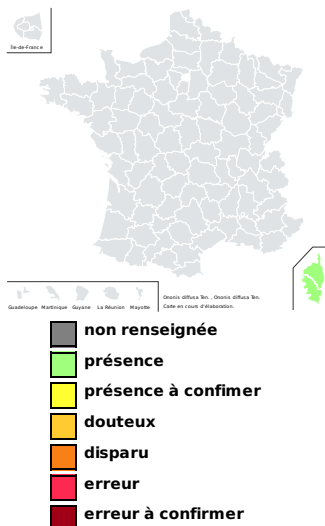 Île-de-France
Guadeloupe Martinique Guyane La Réunion Mayotte
Ononis diffusa Ten. , Ononis diffusa Ten.
Carte en cours d'élaboration.
non renseignée
présence
présence à confimer
douteux
disparu
erreur
erreur à confirmer